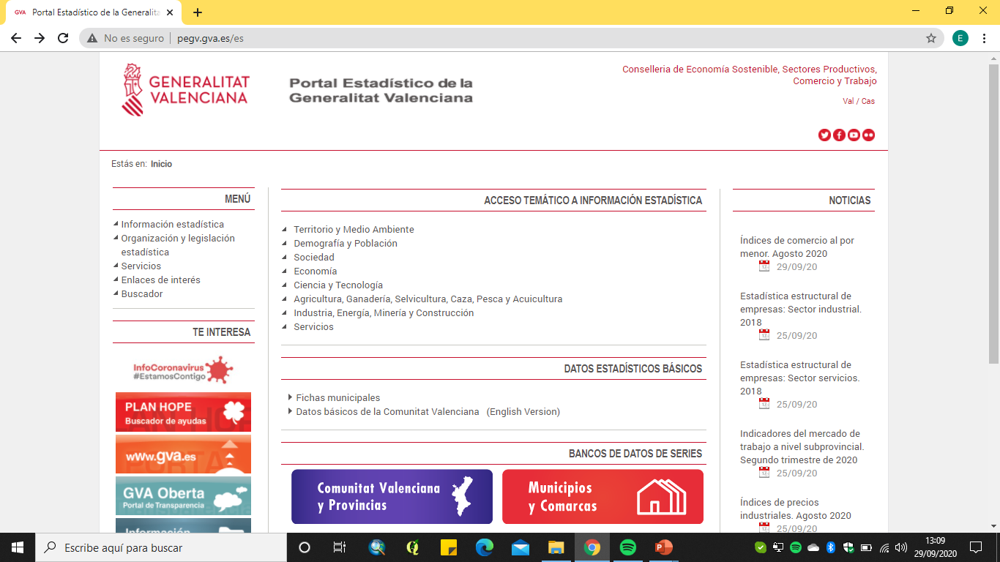 GVA Portal Estadístico de la Generalita
No es seguro pegv.gva.es/es
E
GENERALITAT
VALENCIANA
Portal Estadístico de la
Generalitat Valenciana
Conselleria de Economía Sostenible, Sectores Productivos,
Comercio y Trabajo
Val / Cas
Estás en: Inicio
MENÚ
Información estadística
Organización y legislación
estadística
Servicios
Enlaces de interés
Buscador
TE INTERESA
InfoCoronavirus
#EstamosContigo
PLAN HOPE
Buscador de ayudas
www.gva.es
GVA Oberta
Portal de Transparencia
Información
ACCESO TEMÁTICO A INFORMACIÓN ESTADÍSTICA
Territorio y Medio Ambiente
Demografía y Población
Sociedad
Economía
Ciencia y Tecnología
Agricultura, Ganadería, Selvicultura, Caza, Pesca y Acuicultura
Industria, Energía, Minería y Construcción
Servicios
DATOS ESTADÍSTICOS BÁSICOS
Fichas municipales
Datos básicos de la Comunitat Valenciana (English Version)
BANCOS DE DATOS DE SERIES
Comunitat Valenciana
y Provincias
Municipios
y Comarcas
NOTICIAS
Índices de comercio al por
menor. Agosto 2020
29/09/20
Estadística estructural de
empresas: Sector industrial.
2018
25/09/20
Estadística estructural de
empresas: Sector servicios.
2018
25/09/20
Indicadores del mercado de
trabajo a nivel subprovincial.
Segundo trimestre de 2020
25/09/20
Índices de precios
industriales. Agosto 2020
25/09/20
Escribe aquí para buscar
13:09
29/09/2020